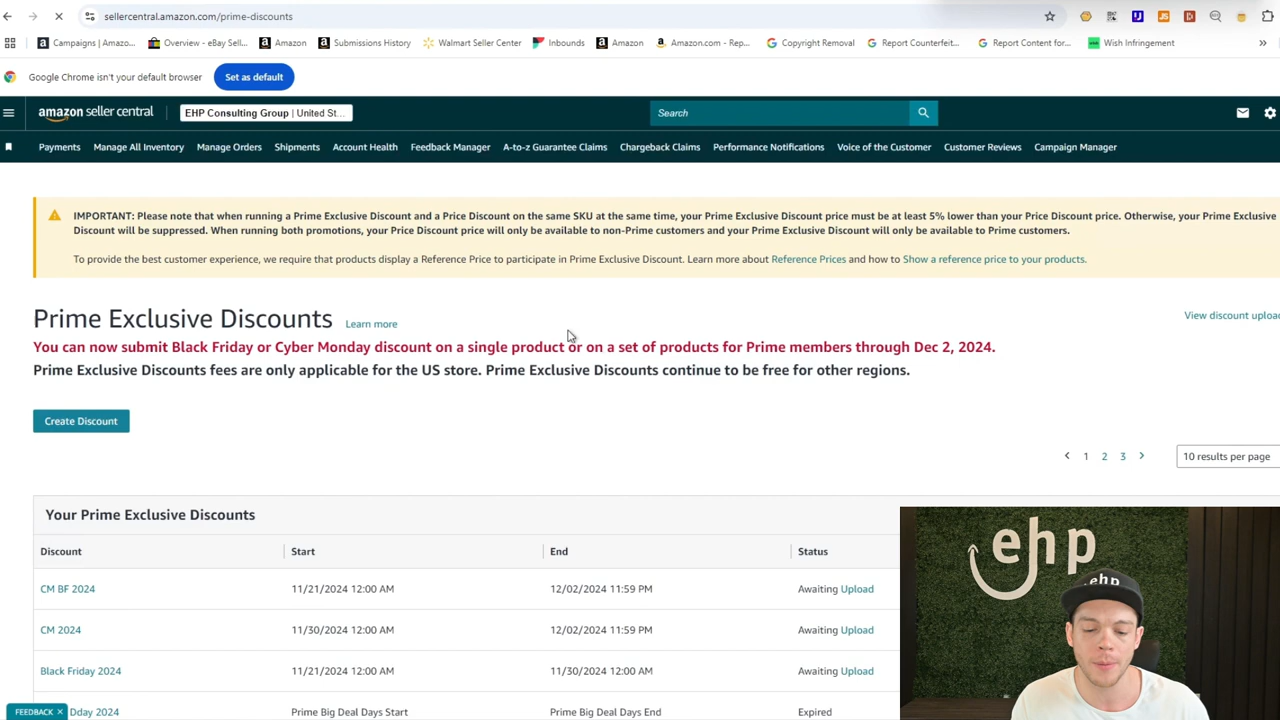 sellercentral.amazon.com/prime-discounts
Campaigns | Amaz...
Overview - eBay Sell...
Amazon
Submissions History
Walmart Seller Center
Inbounds
Amazon
Amazon.com - Rep...
Copyright Removal
Report Counterfeit...
Report Content for...
Wish Infringement
Google Chrome isn't your default browser
Set as default
amazon seller central
EHP Consulting Group | United St...
Search
Payments
Manage All Inventory
Manage Orders
Shipments
Account Health
Feedback Manager
A-to-z Guarantee Claims
Chargeback Claims
Performance Notifications
Voice of the Customer
Customer Reviews
Campaign Manager
IMPORTANT: Please note that when running a Prime Exclusive Discount and a Price Discount on the same SKU at the same time, your Prime Exclusive Discount price must be at least 5% lower than your Price Discount price. Otherwise, your Prime Exclusive
Discount will be suppressed. When running both promotions, your Price Discount price will only be available to non-Prime customers and your Prime Exclusive Discount will only be available to Prime customers.
To provide the best customer experience, we require that products display a Reference Price to participate in Prime Exclusive Discount. Learn more about Reference Prices and how to Show a reference price to your products.
Prime Exclusive Discounts Learn more
View discount upload
You can now submit Black Friday or Cyber Monday discount on a single product or on a set of products for Prime members through Dec 2, 2024.
Prime Exclusive Discounts fees are only applicable for the US store. Prime Exclusive Discounts continue to be free for other regions.
Create Discount
1 2 3
10 results per page
Your Prime Exclusive Discounts
Discount Start End Status
CM BF 2024 11/21/2024 12:00 AM 12/02/2024 11:59 PM Awaiting Upload
CM 2024 11/30/2024 12:00 AM 12/02/2024 11:59 PM Awaiting Upload
Black Friday 2024 11/21/2024 12:00 AM 11/30/2024 12:00 AM Awaiting Upload
Dday 2024 Prime Big Deal Days Start Prime Big Deal Days End Expired
FEEDBACK
ehp
ehp